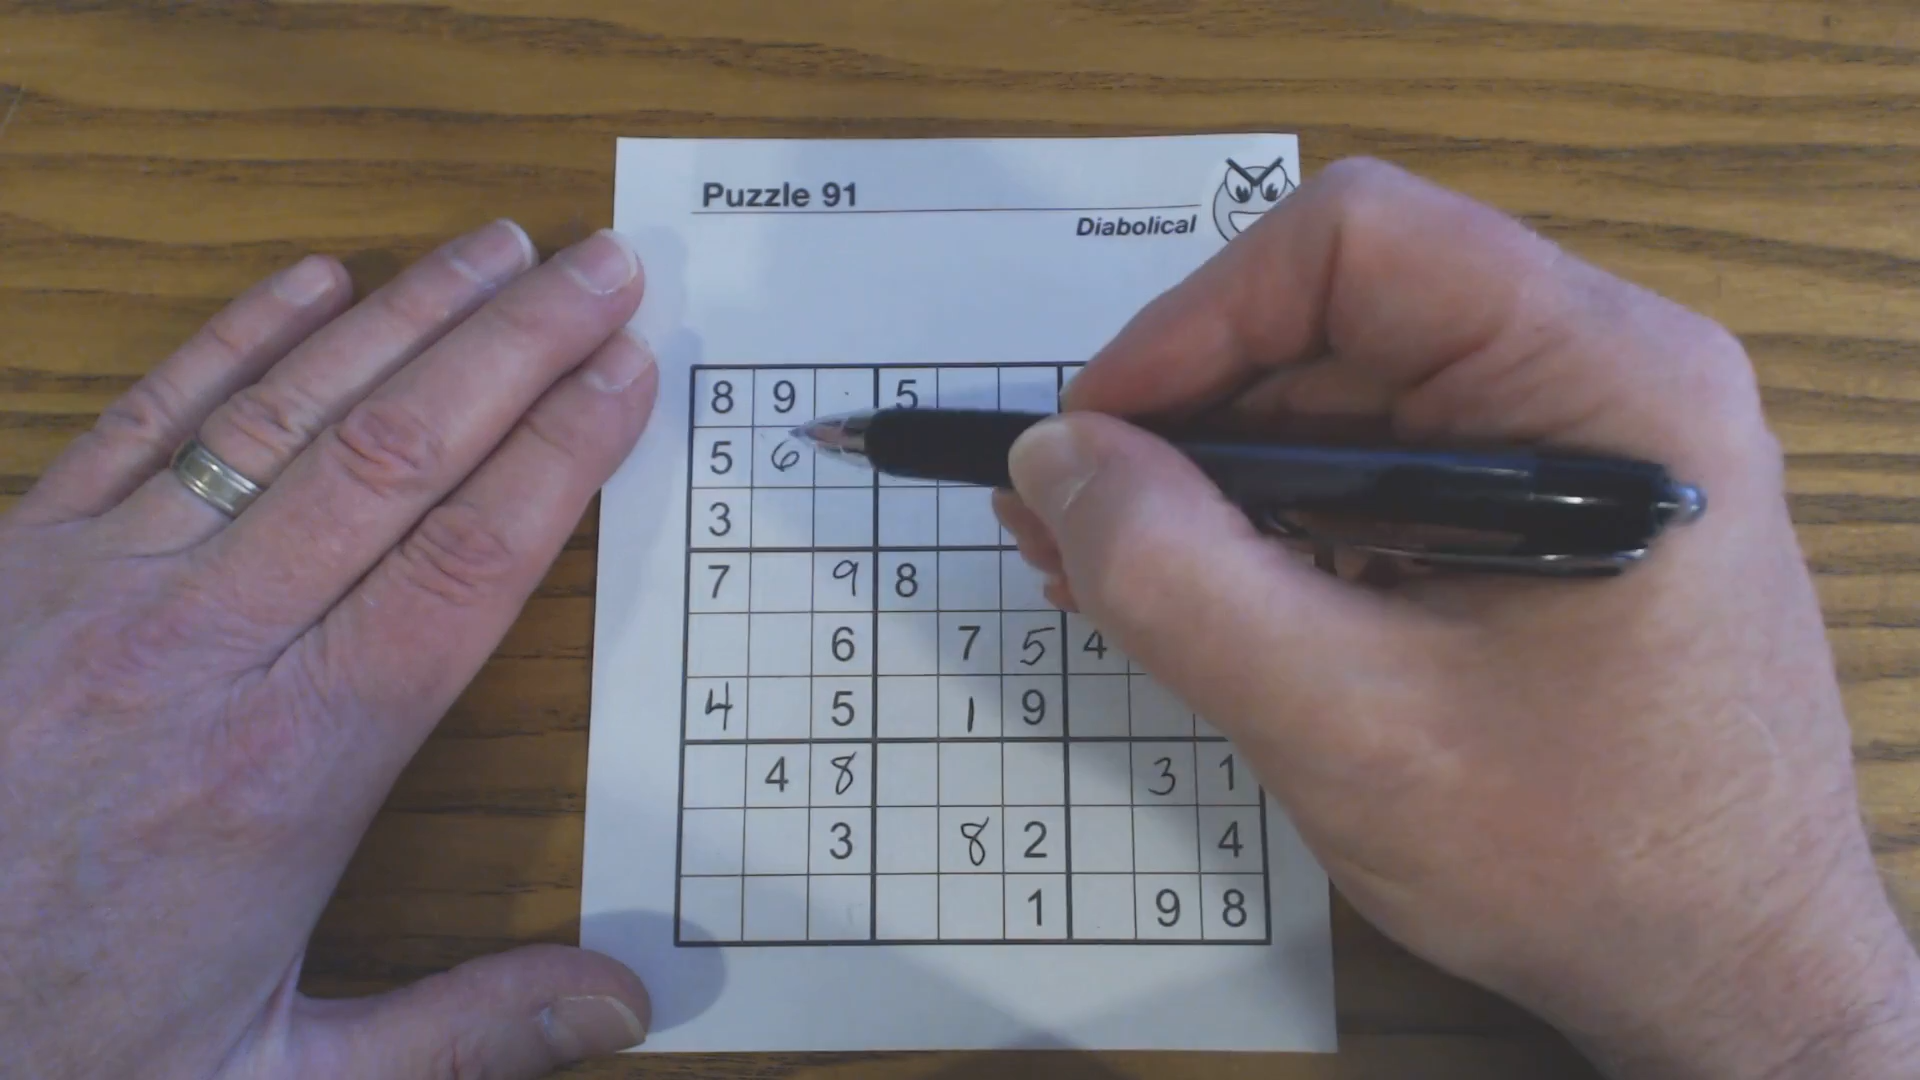 Puzzle 91
Diabolical
8 9 5
5 6
3
7 9 8
6 7 5 4
4 5 1 9
4 8 3 1
3 8 2 4
1 9 8